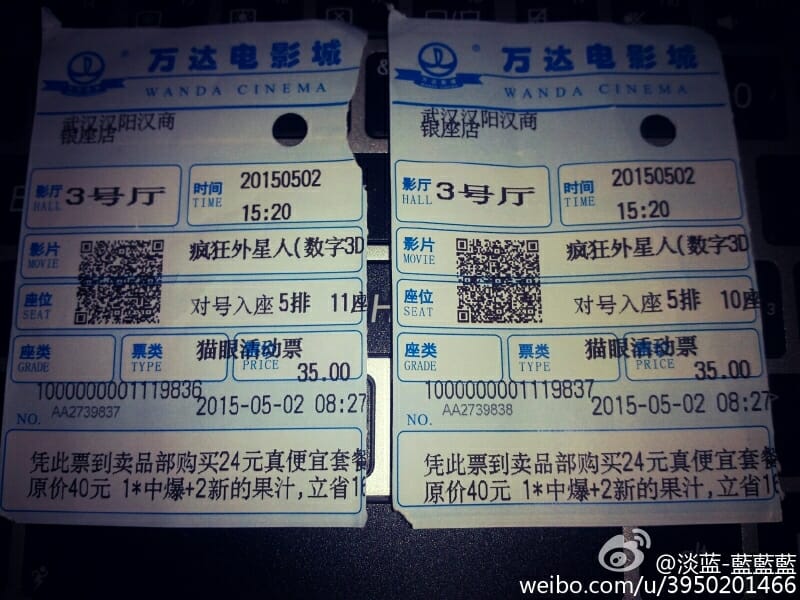 万达电影城
WANDA CINEMA
武汉汉阳汉商
银座店
影厅 HALL 3号厅
时间 TIME 20150502
15:20
影片 MOVIE 疯狂外星人(数字3D
座位 SEAT 对号入座 5排 11座
座类 GRADE 票类 TYPE 猫眼活动票 PRICE 35.00
1000000001119836
NO. AA2739837 2015-05-02 08:27
凭此票到卖品部购买24元真便宜套餐
原价40元 1*中爆+2新的果汁,立省16
万达电影城
WANDA CINEMA
武汉汉阳汉商
银座店
影厅 HALL 3号厅
时间 TIME 20150502
15:20
影片 MOVIE 疯狂外星人(数字3D
座位 SEAT 对号入座 5排 10座
座类 GRADE 票类 TYPE 猫眼活动票 PRICE 35.00
1000000001119837
NO. AA2739838 2015-05-02 08:27
凭此票到卖品部购买24元真便宜套餐
原价40元 1*中爆+2新的果汁,立省16
@淡蓝-藍藍藍
weibo.com/u/3950201466